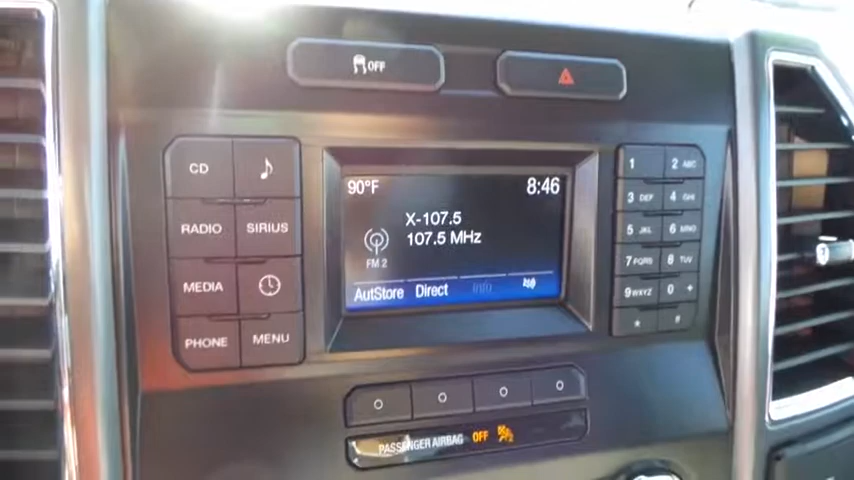 OFF
CD
RADIO SIRIUS
MEDIA
PHONE MENU
90°F 8:46
X-107.5
107.5 MHz
FM 2
AutoStore Direct Info
1 2 ABC
3 DEF 4 GHI
5 JKL 6 MNO
7 PQRS 8 TUV
9 WXYZ 0 +
* #
PASSENGER AIRBAG OFF